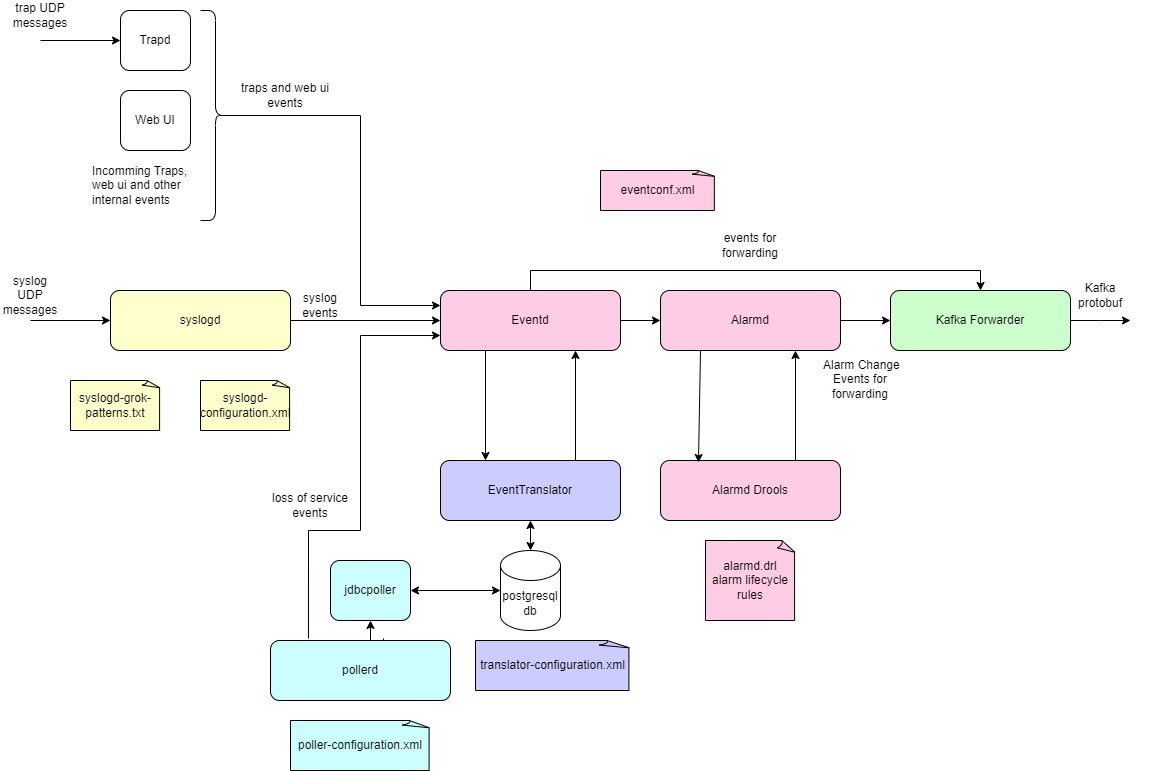 trap UDP
messages
Trapd
Web UI
Incomming Traps,
web ui and other
internal events
traps and web ui
events
eventconf.xml
events for
forwarding
syslog
UDP
messages
syslogd
syslog
events
Eventd
Alarmd
Kafka Forwarder
Kafka
protobuf
Alarm Change
Events for
forwarding
syslogd-grok-
patterns.txt
syslogd-
configuration.xml
loss of service
events
EventTranslator
Alarmd Drools
jdbcpoller
postgresql
db
alarmd.drl
alarm lifecycle
rules
pollerd
translator-configuration.xml
poller-configuration.xml